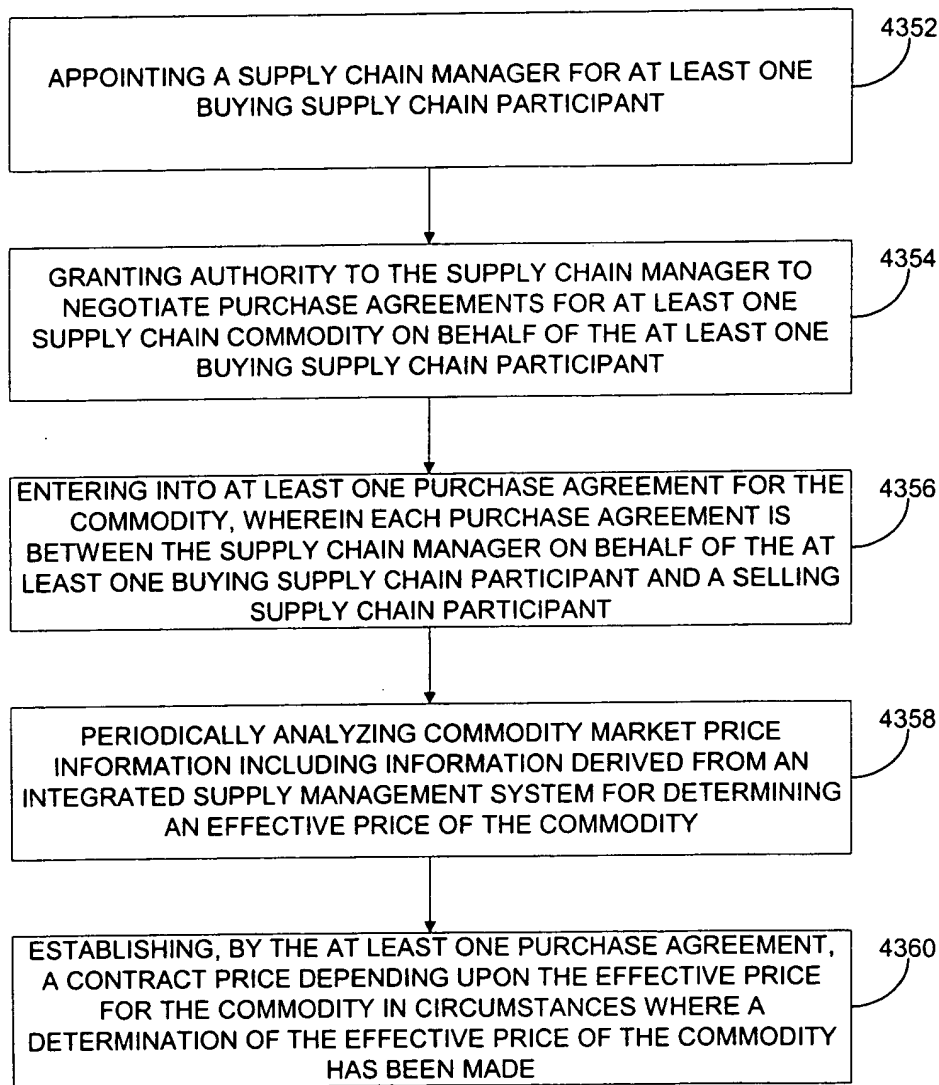 4352
APPOINTING A SUPPLY CHAIN MANAGER FOR AT LEAST ONE
BUYING SUPPLY CHAIN PARTICIPANT
4354
GRANTING AUTHORITY TO THE SUPPLY CHAIN MANAGER TO
NEGOTIATE PURCHASE AGREEMENTS FOR AT LEAST ONE
SUPPLY CHAIN COMMODITY ON BEHALF OF THE AT LEAST ONE
BUYING SUPPLY CHAIN PARTICIPANT
4356
ENTERING INTO AT LEAST ONE PURCHASE AGREEMENT FOR THE
COMMODITY, WHEREIN EACH PURCHASE AGREEMENT IS
BETWEEN THE SUPPLY CHAIN MANAGER ON BEHALF OF THE AT
LEAST ONE BUYING SUPPLY CHAIN PARTICIPANT AND A SELLING
SUPPLY CHAIN PARTICIPANT
4358
PERIODICALLY ANALYZING COMMODITY MARKET PRICE
INFORMATION INCLUDING INFORMATION DERIVED FROM AN
INTEGRATED SUPPLY MANAGEMENT SYSTEM FOR DETERMINING
AN EFFECTIVE PRICE OF THE COMMODITY
4360
ESTABLISHING, BY THE AT LEAST ONE PURCHASE AGREEMENT,
A CONTRACT PRICE DEPENDING UPON THE EFFECTIVE PRICE
FOR THE COMMODITY IN CIRCUMSTANCES WHERE A
DETERMINATION OF THE EFFECTIVE PRICE OF THE COMMODITY
HAS BEEN MADE